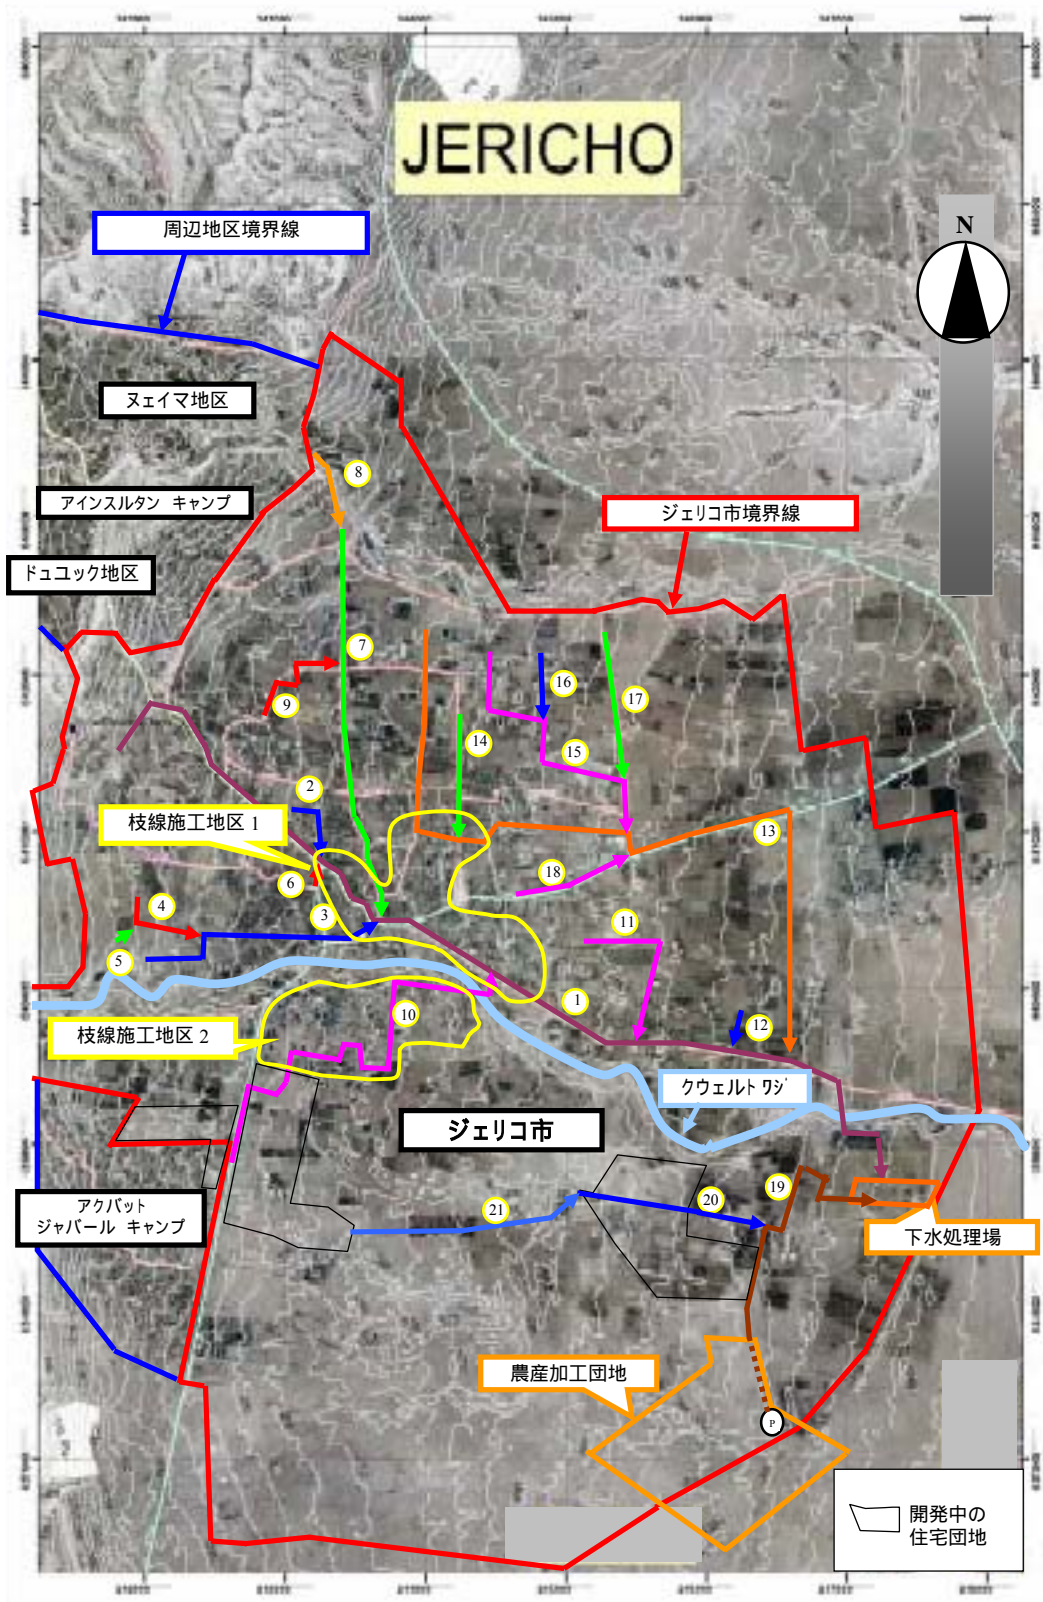 JERICHO
周辺地区境界線
N
ヌェイマ地区
8
アインスルタン キャンプ
ジェリコ市境界線
ドュユック地区
7
16
17
9
14
15
2
枝線施工地区 1
13
18
6
4
3
11
5
1
10
12
枝線施工地区 2
クウェルト ワジ
ジェリコ市
19
20
アクバット
ジャバール キャンプ
21
下水処理場
農産加工団地
P
開発中の
住宅団地